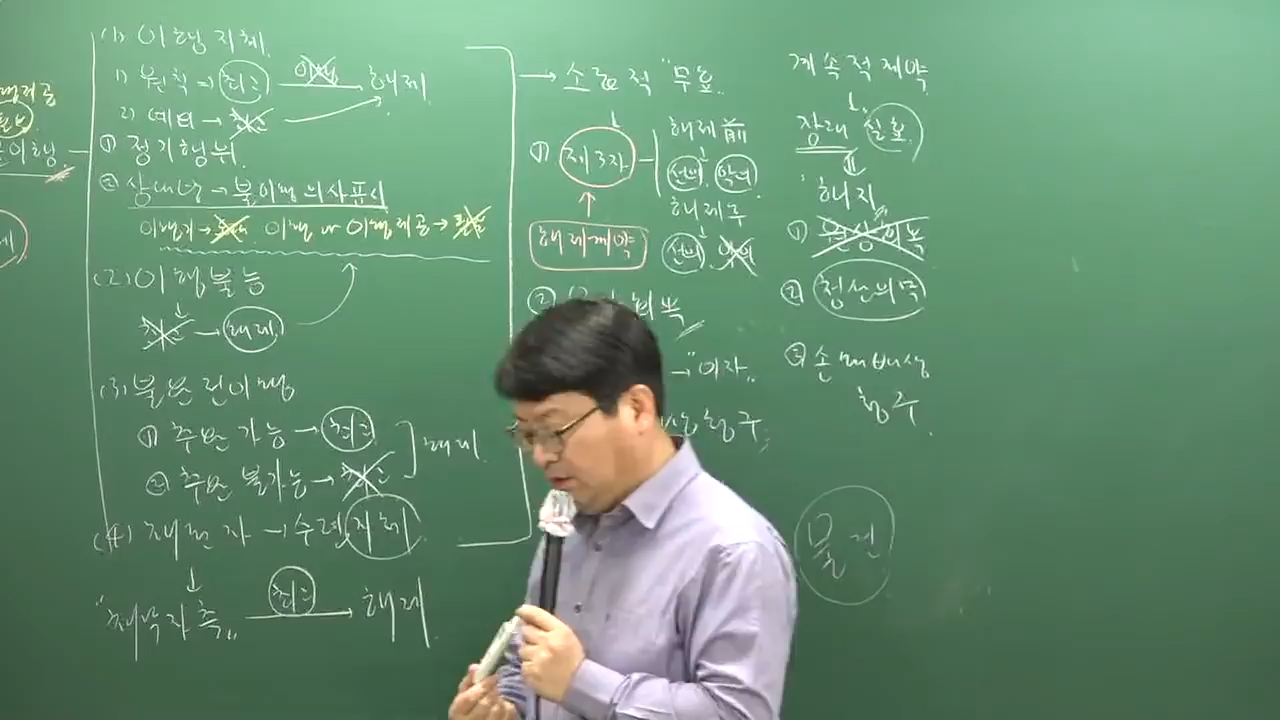 (1) 이행지체
1) 원칙 → 최고 이행 해제
2) 예외 → 최고
① 정기행위
② 상대방 → 불이행 의사표시
(2) 이행불능
최고 → 해제
(3) 불완전이행
① 추완 가능 → 최고
② 추완 불가능 → 최고
해제
(4) 채권자 → 수령 지체
↓
"채무자 측" 최고 → 해제
→ 소급적 "무효"
↓
① 제3자
해제前
↓
선의, 악의
해제후
↓
선의, 악의
해제계약
②
→ "이자"
청구
계속적 계약
↓
장래 실효
⇓
"해지"
① 원상회복
② 청산의무
③ 손해배상
청구
물권